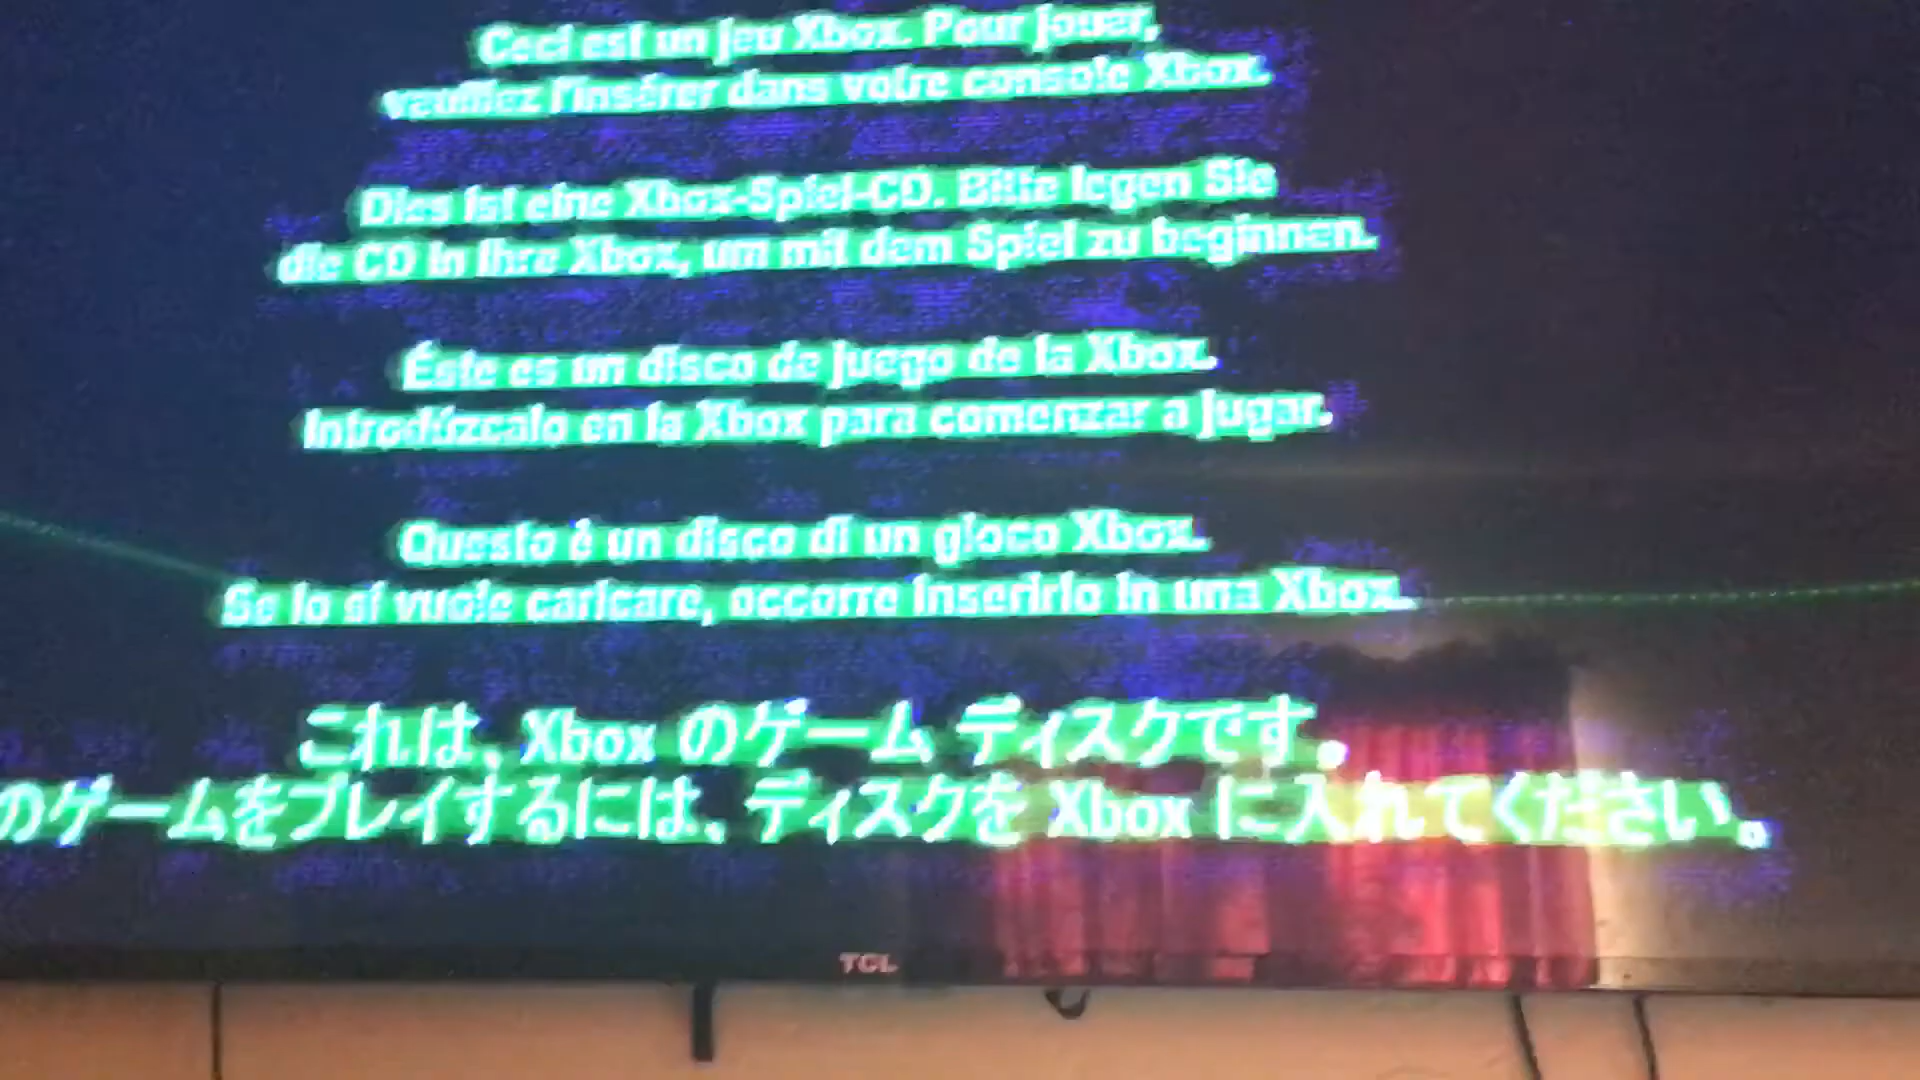 Ceci est un jeu Xbox. Pour jouer,
veuillez l'insérer dans votre console Xbox.
Dies ist eine Xbox-Spiel-CD. Bitte legen Sie
die CD in Ihre Xbox, um mit dem Spiel zu beginnen.
Éste es un disco de juego de la Xbox.
Introdúzcalo en la Xbox para comenzar a jugar.
Questo è un disco di un gioco Xbox.
Se lo si vuole caricare, occorre inserirlo in una Xbox.
これは、Xbox のゲーム ディスクです。
のゲームをプレイするには、ディスクを Xbox に入れてください。
TCL